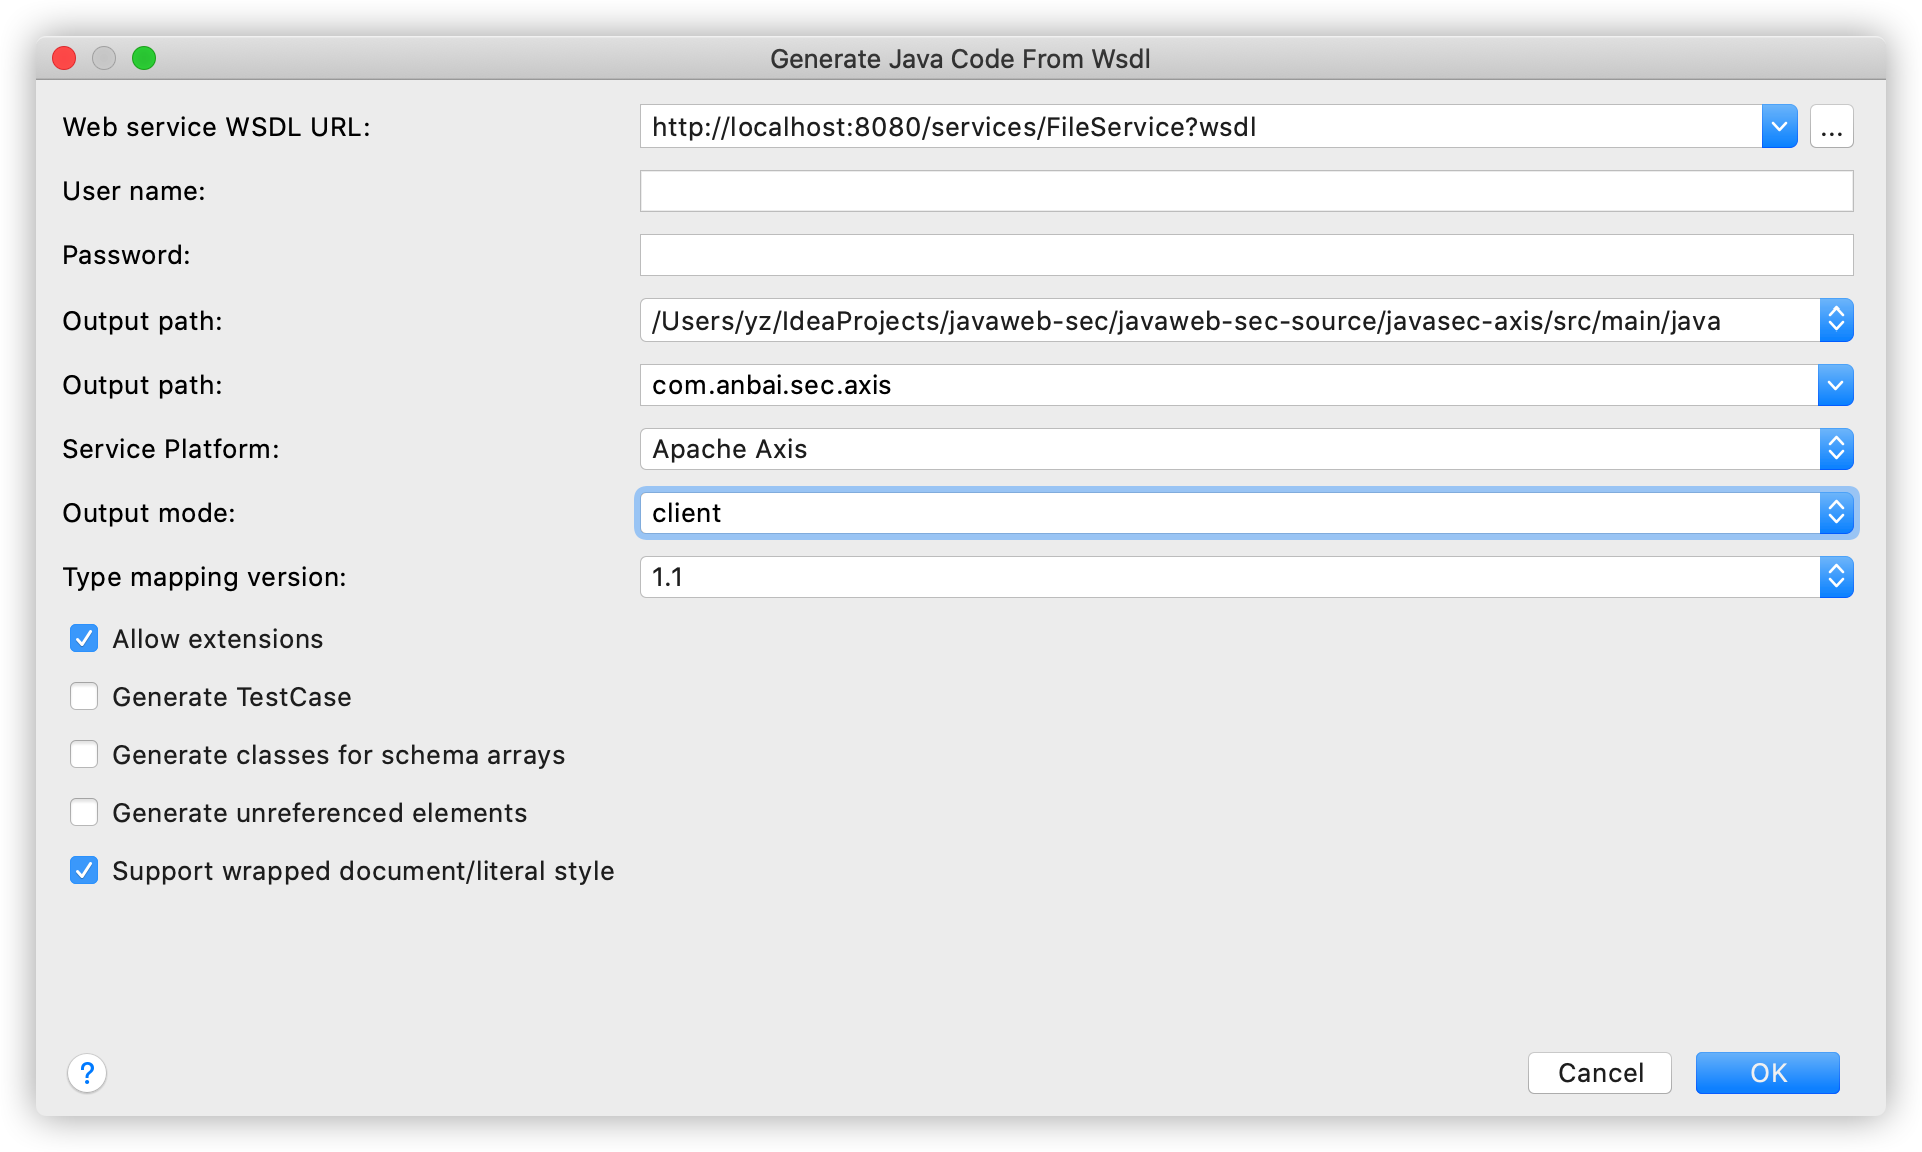 Generate Java Code From Wsdl
Web service WSDL URL: http://localhost:8080/services/FileService?wsdl ...
User name:
Password:
Output path: /Users/yz/IdeaProjects/javaweb-sec/javaweb-sec-source/javasec-axis/src/main/java
Output path: com.anbai.sec.axis
Service Platform: Apache Axis
Output mode: client
Type mapping version: 1.1
Allow extensions
Generate TestCase
Generate classes for schema arrays
Generate unreferenced elements
Support wrapped document/literal style
? Cancel OK